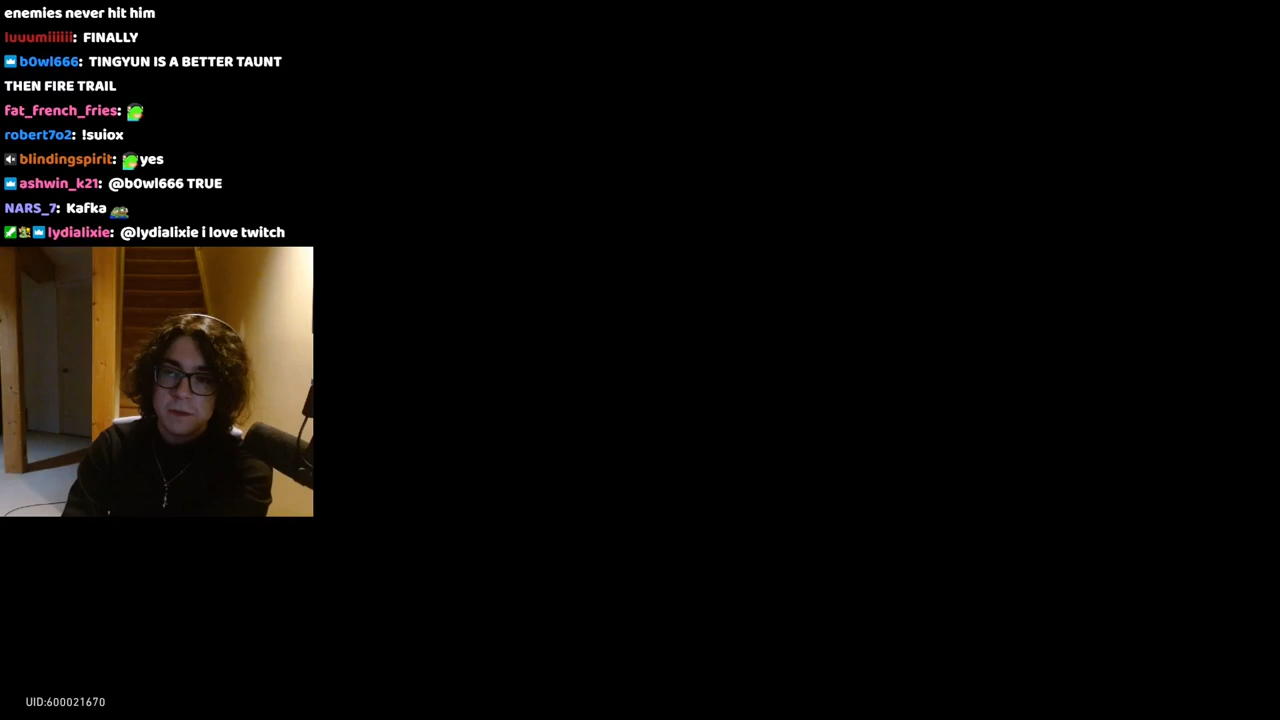 enemies never hit him
luuumiiiiii: FINALLY
b0wl666: TINGYUN IS A BETTER TAUNT
THEN FIRE TRAIL
fat_french_fries:
robert7o2: !suiox
blindingspirit: yes
ashwin_k21: @b0wl666 TRUE
NARS_7: Kafka
lydialixie: @lydialixie i love twitch
UID:600021670